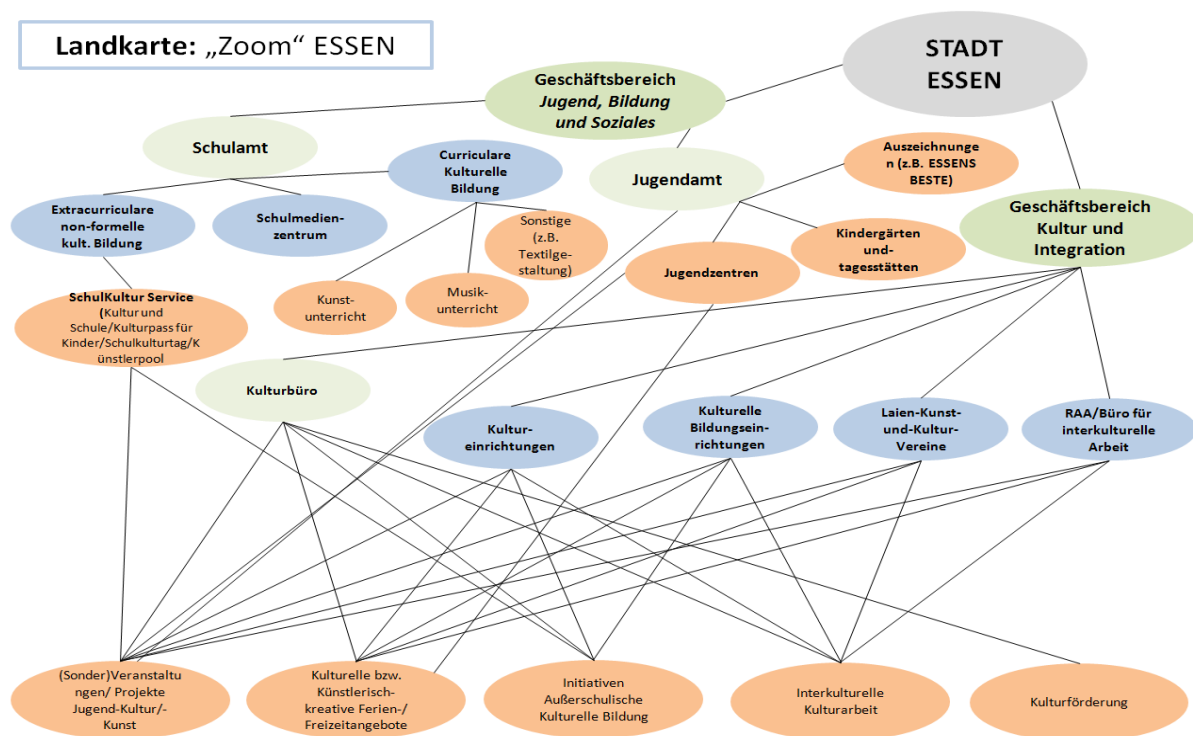 Landkarte: „Zoom“ ESSEN
STADT
ESSEN
Geschäftsbereich
Jugend, Bildung
und Soziales
Schulamt
Curriculare
Kulturelle
Bildung
Jugendamt
Auszeichnunge
n (z.B. ESSENS
BESTE)
Extracurriculare
non-formelle
kult. Bildung
Schulmedien-
zentrum
Sonstige
(z.B.
Textilge-
staltung)
Kindergärten
und-
tagesstätten
Geschäftsbereich
Kultur und
Integration
Jugendzentren
SchulKultur Service
(Kultur und
Schule/Kulturpass für
Kinder/Schulkulturtag/K
ünstlerpool
Kunst-
unterricht
Musik-
unterricht
Kulturbüro
Kultur-
einrichtungen
Kulturelle
Bildungsein-
richtungen
Laien-Kunst-
und-Kultur-
Vereine
RAA/Büro für
interkulturelle
Arbeit
(Sonder)Veranstaltu
ngen/ Projekte
Jugend-Kultur/-
Kunst
Kulturelle bzw.
Künstlerisch-
kreative Ferien-/
Freizeitangebote
Initiativen
Außerschulische
Kulturelle Bildung
Interkulturelle
Kulturarbeit
Kulturförderung